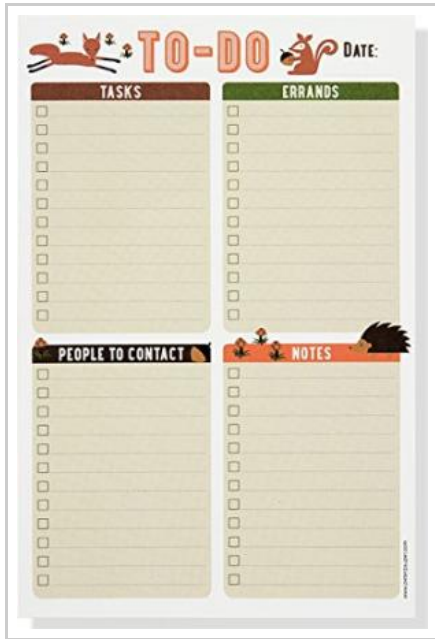 TO-DO DATE:
TASKS
ERRANDS
PEOPLE TO CONTACT
NOTES